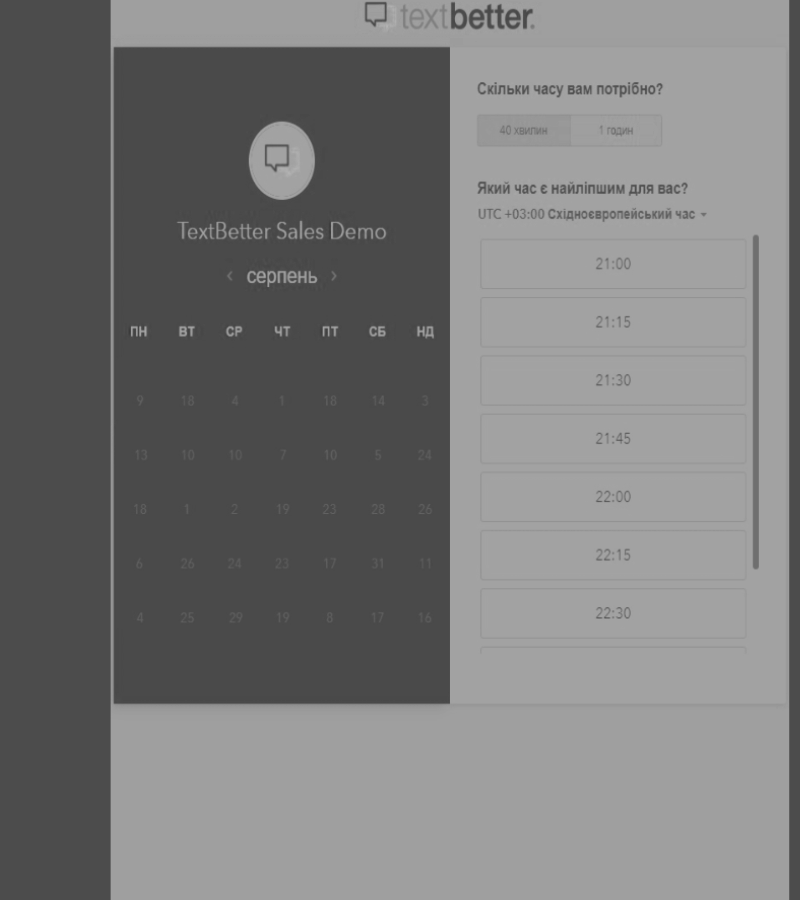 textbetter.
TextBetter Sales Demo
‹ серпень ›
ПН ВТ СР ЧТ ПТ СБ НД
9 18 4 1 18 14 3
13 10 10 7 10 5 24
18 1 2 19 23 28 26
6 26 24 23 17 31 11
4 25 29 19 8 17 16
Скільки часу вам потрібно?
40 хвилин 1 годин
Який час є найліпшим для вас?
UTC +03:00 Східноєвропейський час
21:00
21:15
21:30
21:45
22:00
22:15
22:30